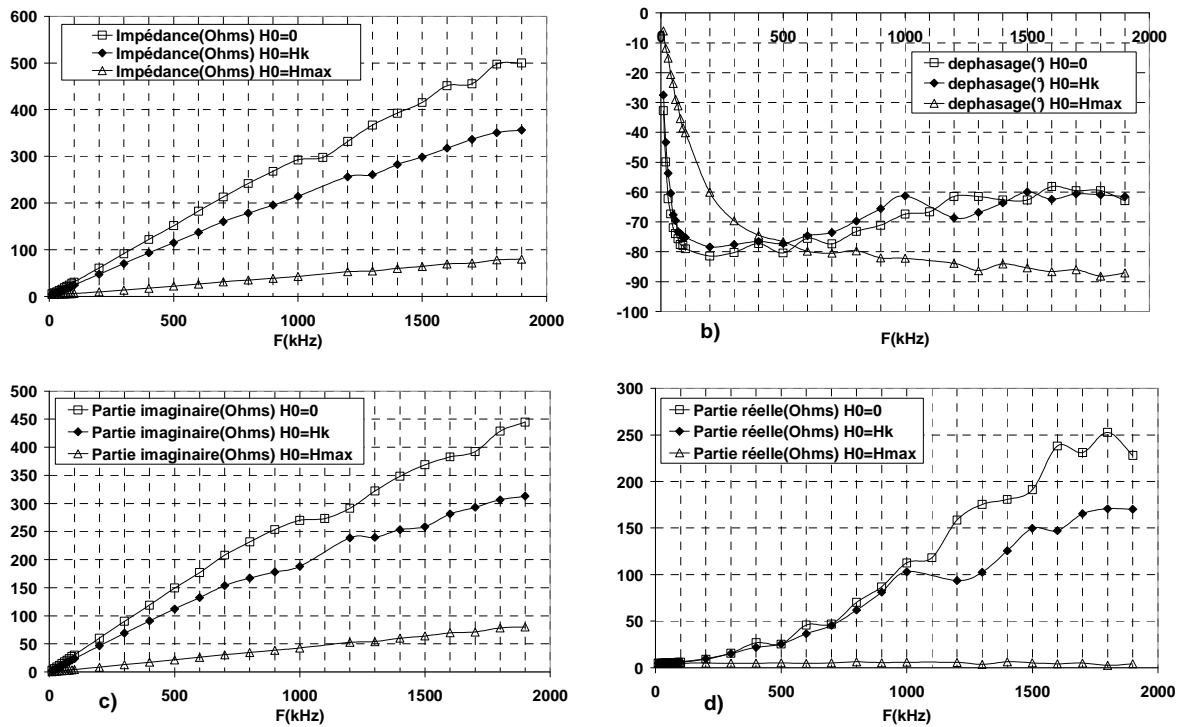 600
500
400
300
200
100
0
Impédance(Ohms) H0=0
Impédance(Ohms) H0=Hk
Impédance(Ohms) H0=Hmax
0 500 1000 1500 2000
F(kHz)
0
-10
-20
-30
-40
-50
-60
-70
-80
-90
-100
0 500 1000 1500 2000
dephasage(°) H0=0
dephasage(°) H0=Hk
dephasage(°) H0=Hmax
b)
F(kHz)
500
450
400
350
300
250
200
150
100
50
0
Partie imaginaire(Ohms) H0=0
Partie imaginaire(Ohms) H0=Hk
Partie imaginaire(Ohms) H0=Hmax
0 500 1000 1500 2000
c)
F(kHz)
300
250
200
150
100
50
0
Partie réelle(Ohms) H0=0
Partie réelle(Ohms) H0=Hk
Partie réelle(Ohms) H0=Hmax
0 500 1000 1500 2000
d)
F(kHz)